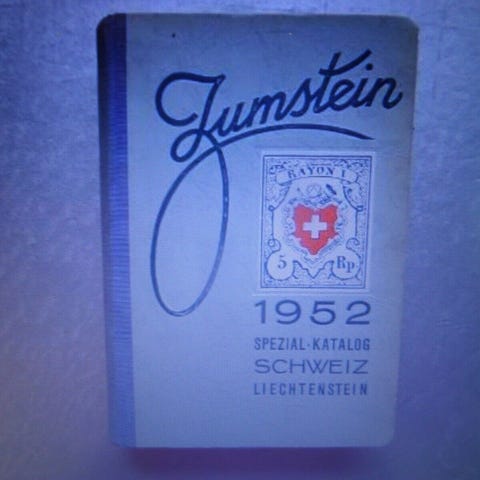 Zumstein
RAYON I
5 Rp.
1952
SPEZIAL-KATALOG
SCHWEIZ
LIECHTENSTEIN